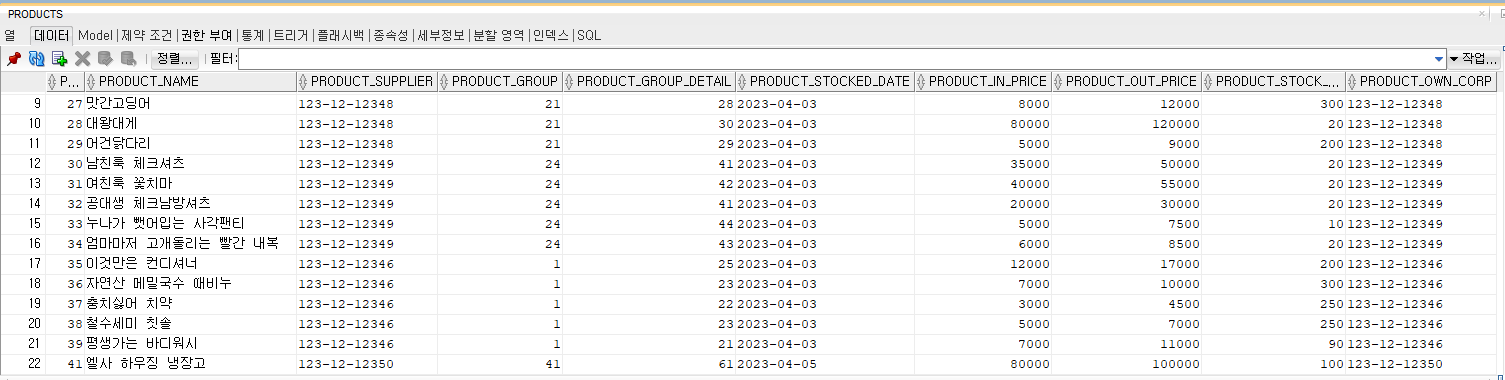 PRODUCTS
열 데이터 Model 제약 조건 권한 부여 통계 트리거 플래시백 종속성 세부정보 분할 영역 인덱스 SQL
정렬... 필터: 작업...
P... PRODUCT_NAME PRODUCT_SUPPLIER PRODUCT_GROUP PRODUCT_GROUP_DETAIL PRODUCT_STOCKED_DATE PRODUCT_IN_PRICE PRODUCT_OUT_PRICE PRODUCT_STOCK_... PRODUCT_OWN_CORP
9 27 맛간고딩어 123-12-12348 21 28 2023-04-03 8000 12000 300 123-12-12348
10 28 대왕대게 123-12-12348 21 30 2023-04-03 80000 120000 20 123-12-12348
11 29 어건닭다리 123-12-12348 21 29 2023-04-03 5000 9000 200 123-12-12348
12 30 남친룩 체크셔츠 123-12-12349 24 41 2023-04-03 35000 50000 20 123-12-12349
13 31 여친룩 꽃치마 123-12-12349 24 42 2023-04-03 40000 55000 20 123-12-12349
14 32 공대생 체크남방셔츠 123-12-12349 24 41 2023-04-03 20000 30000 20 123-12-12349
15 33 누나가 뺏어입는 사각팬티 123-12-12349 24 44 2023-04-03 5000 7500 10 123-12-12349
16 34 엄마마저 고개돌리는 빨간 내복 123-12-12349 24 43 2023-04-03 6000 8500 20 123-12-12349
17 35 이것만은 컨디셔너 123-12-12346 1 25 2023-04-03 12000 17000 200 123-12-12346
18 36 자연산 메밀국수 때비누 123-12-12346 1 23 2023-04-03 7000 10000 300 123-12-12346
19 37 충치싫어 치약 123-12-12346 1 22 2023-04-03 3000 4500 250 123-12-12346
20 38 철수세미 칫솔 123-12-12346 1 23 2023-04-03 5000 7000 250 123-12-12346
21 39 평생가는 바디워시 123-12-12346 1 21 2023-04-03 7000 11000 90 123-12-12346
22 41 엘사 하우징 냉장고 123-12-12350 41 61 2023-04-05 80000 100000 100 123-12-12350